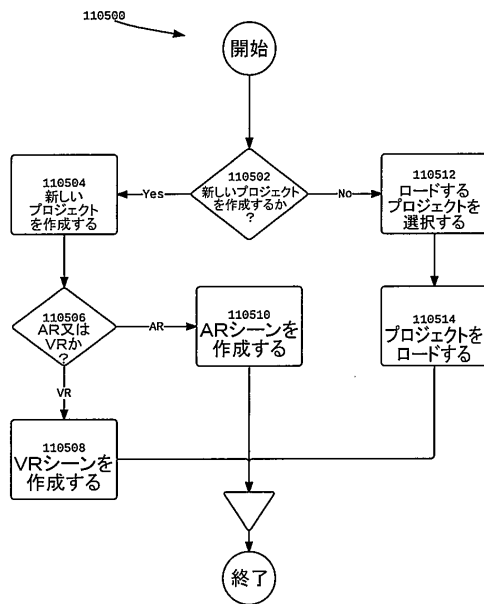 110500
開始
110502
新しいプロジェクト
を作成するか
?
Yes
No
110504
新しい
プロジェクト
を作成する
110512
ロードする
プロジェクトを
選択する
110506
AR又は
VRか
?
AR
110510
ARシーンを
作成する
110514
プロジェクトを
ロードする
VR
110508
VRシーンを
作成する
終了